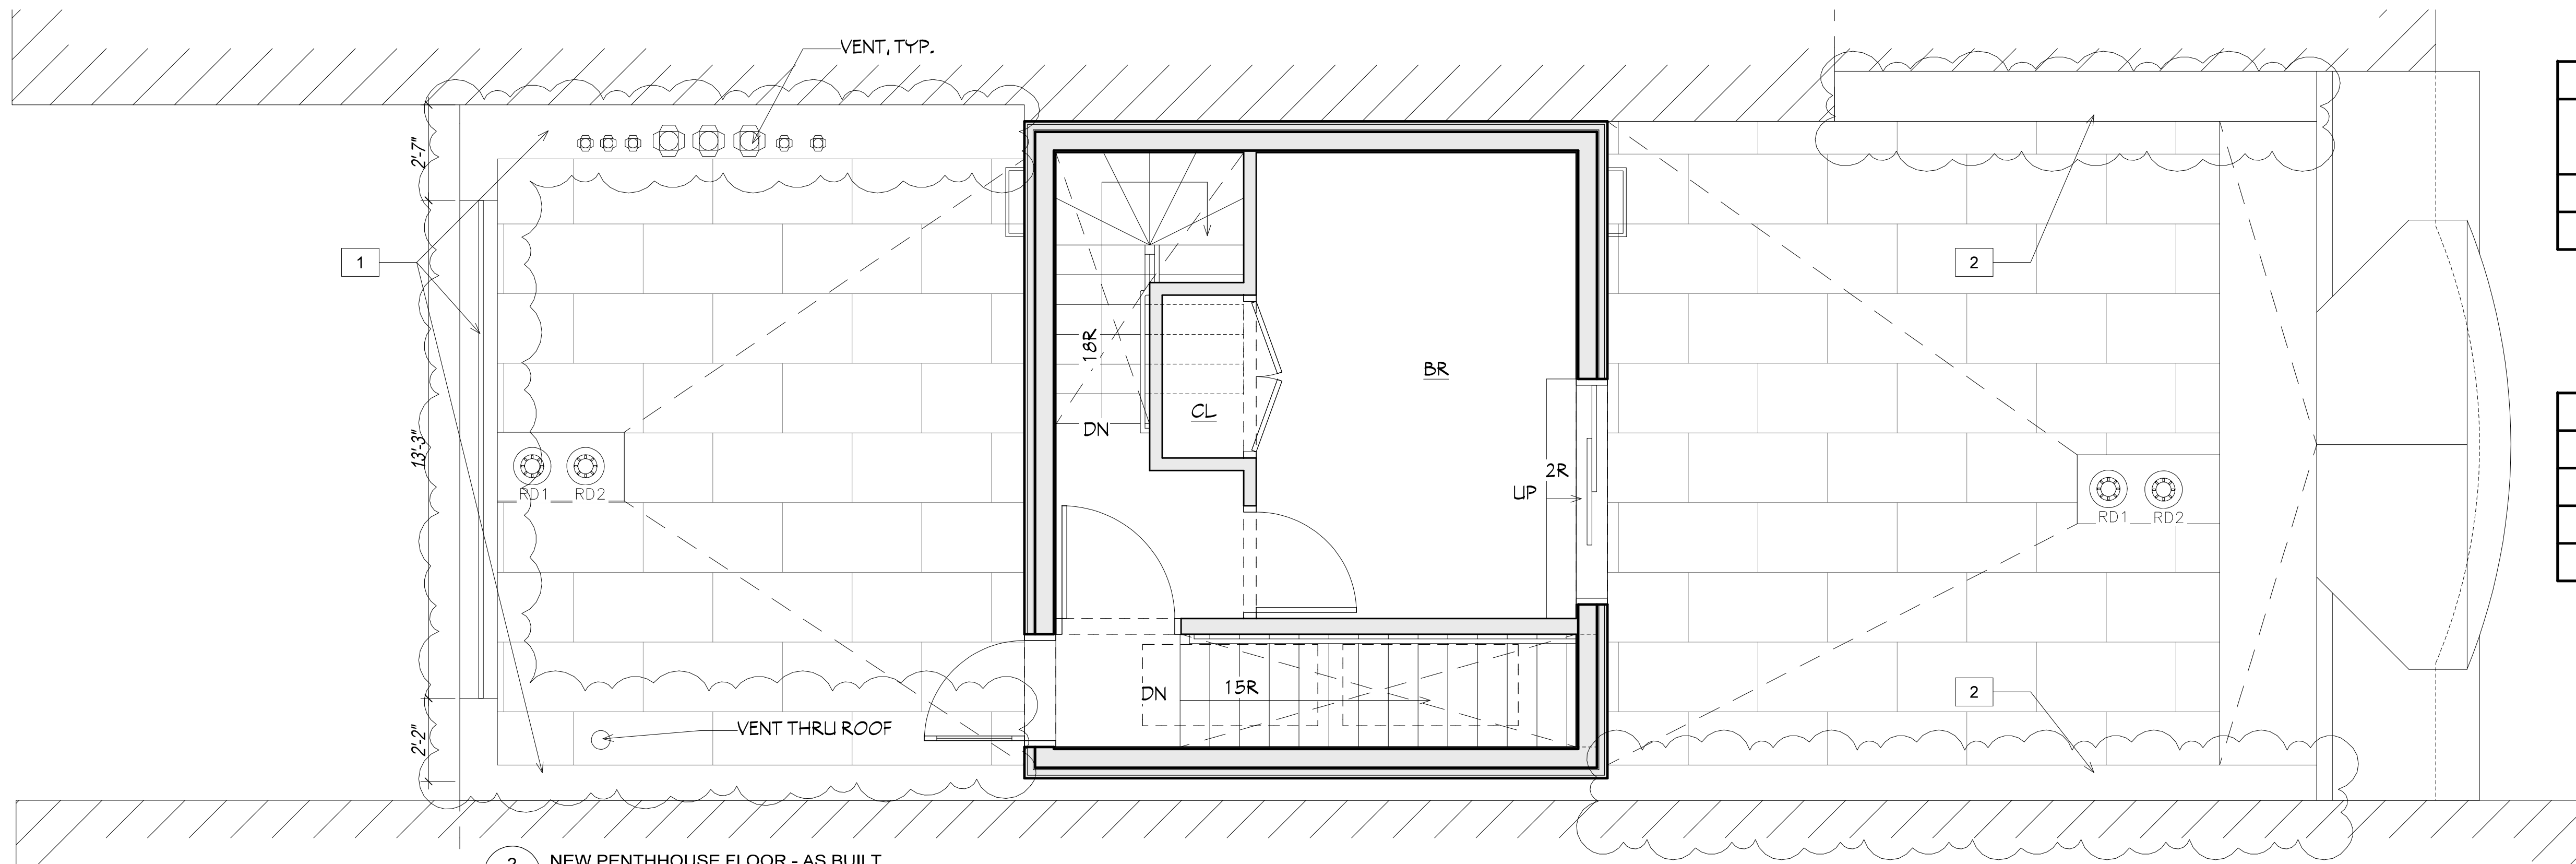 VENT, TYP.
2'-7"
1
2
18R
BR
CL
DN
13'-3"
2R
UP
RD1 RD2
RD1 RD2
DN
15R
2
2'-2"
VENT THRU ROOF
2
NEW PENTHHOUSE FLOOR - AS BUILT